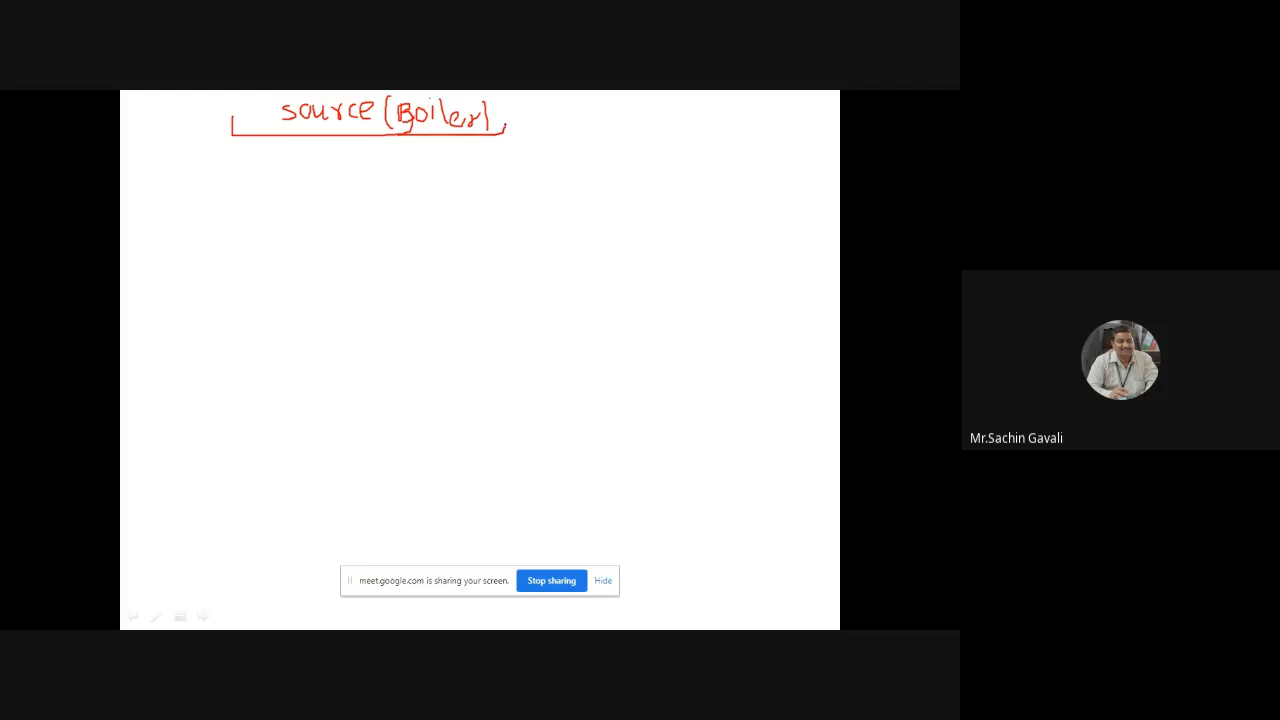 source (Boiler)
Mr.Sachin Gavali
meet.google.com is sharing your screen. Stop sharing Hide